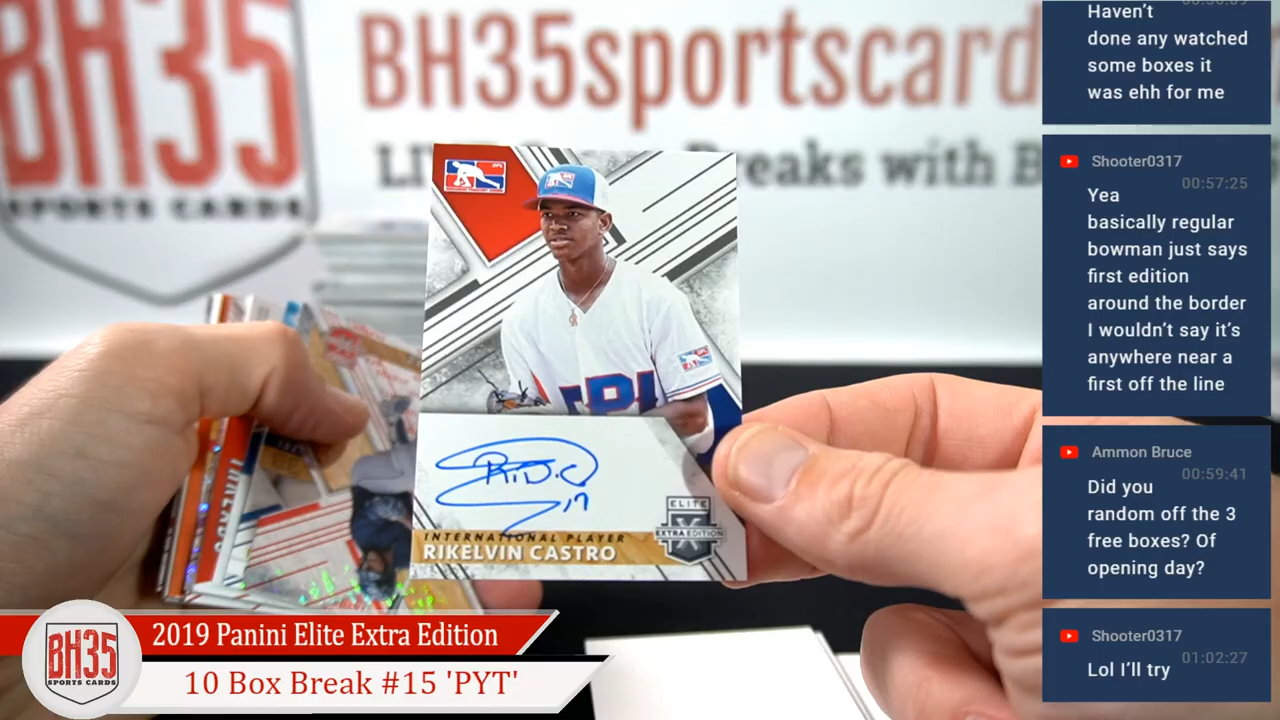 BH35
SPORTS CARDS
BH35sportscard
Breaks with B
INTERNATIONAL PLAYER
RIKELVIN CASTRO
ELITE
X
EXTRA EDITION
17
2019 Panini Elite Extra Edition
10 Box Break #15 'PYT'
BH35
SPORTS CARDS
Haven't
done any watched
some boxes it
was ehh for me
Shooter0317
00:57:25
Yea
basically regular
bowman just says
first edition
around the border
I wouldn't say it's
anywhere near a
first off the line
Ammon Bruce
00:59:41
Did you
random off the 3
free boxes? Of
opening day?
Shooter0317
01:02:27
Lol I'll try